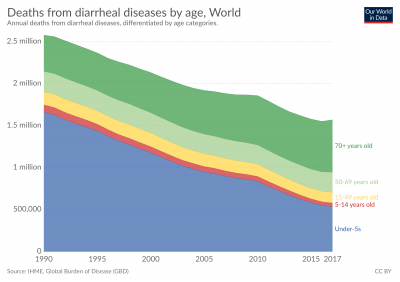 Deaths from diarrheal diseases by age, World
Annual deaths from diarrheal diseases, differentiated by age categories.
Our World
in Data
2.5 million
2 million
1.5 million
1 million
500,000
0
70+ years old
50-69 years old
15-49 years old
5-14 years old
Under-5s
1990
1995
2000
2005
2010
2015
2017
Source: IHME, Global Burden of Disease (GBD)
CC BY